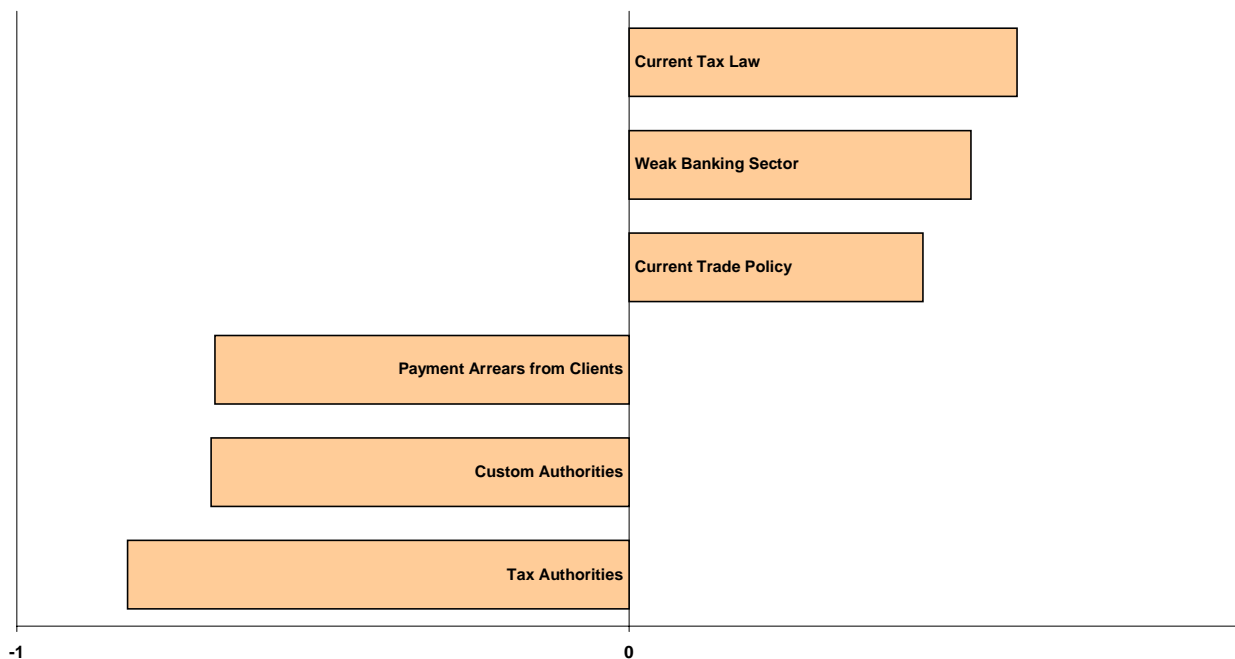 Current Tax Law
Weak Banking Sector
Current Trade Policy
Payment Arrears from Clients
Custom Authorities
Tax Authorities
-1 0